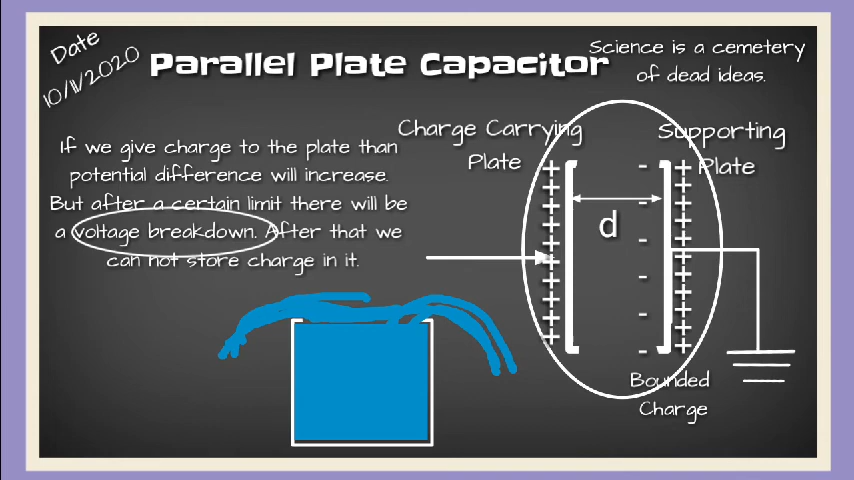 Date
10/11/2020
Parallel Plate Capacitor
Science is a cemetery
of dead ideas.
If we give charge to the plate than
potential difference will increase.
But after a certain limit there will be
a voltage breakdown. After that we
can not store charge in it.
Charge Carrying
Plate
Supporting
Plate
d
Bounded
Charge